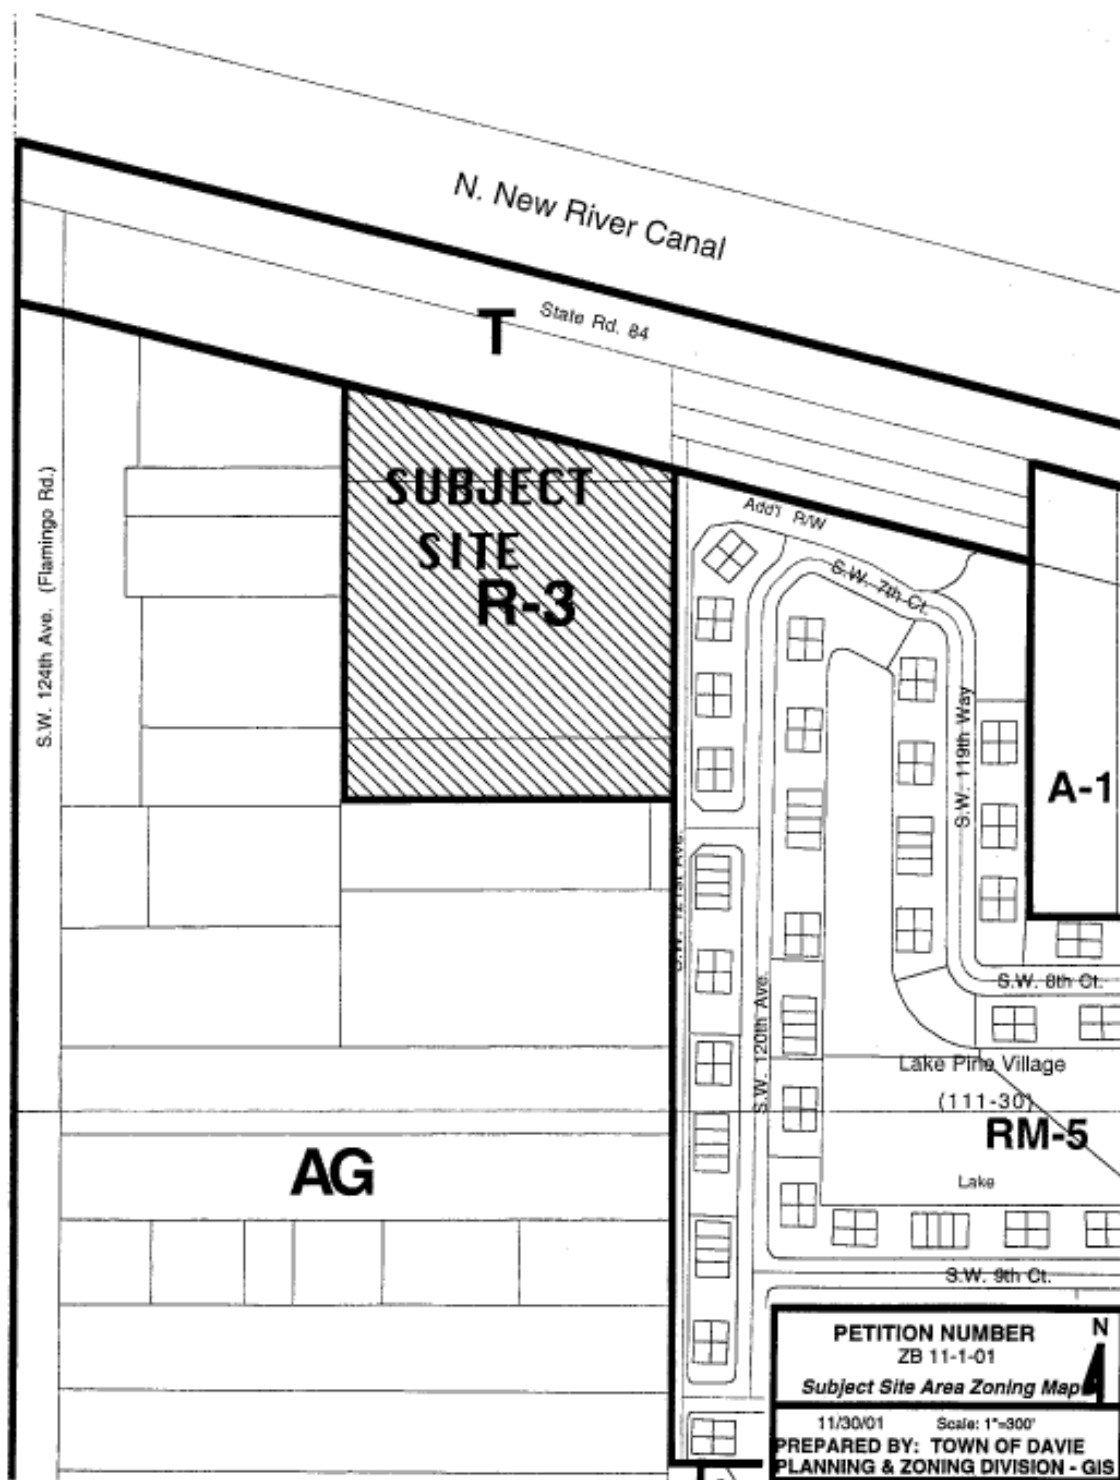 N. New River Canal
T
State Rd. 84
SUBJECT
SITE
R-3
Add'l R/W
S.W. 7th Ct.
S.W. 124th Ave. (Flamingo Rd.)
S.W. 119th Way
A-1
S.W. 121st Ave.
S.W. 120th Ave.
S.W. 8th Ct.
Lake Pine Village
(111-30)
RM-5
AG
Lake
S.W. 9th Ct.
PETITION NUMBER
ZB 11-1-01
N
Subject Site Area Zoning Map
11/30/01 Scale: 1"=300'
PREPARED BY: TOWN OF DAVIE
PLANNING & ZONING DIVISION - GIS